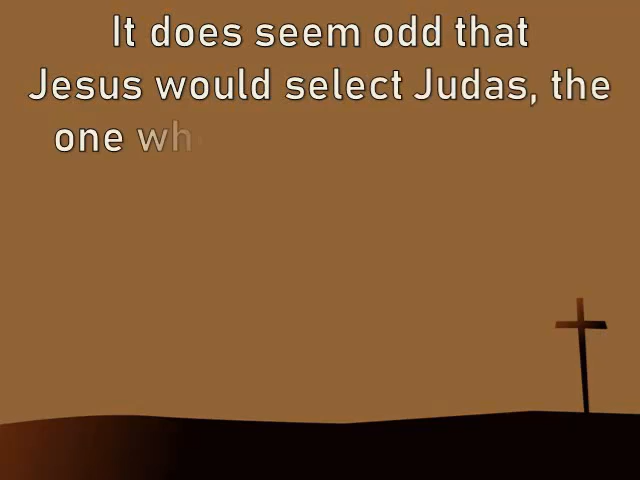 It does seem odd that
Jesus would select Judas, the
one wh